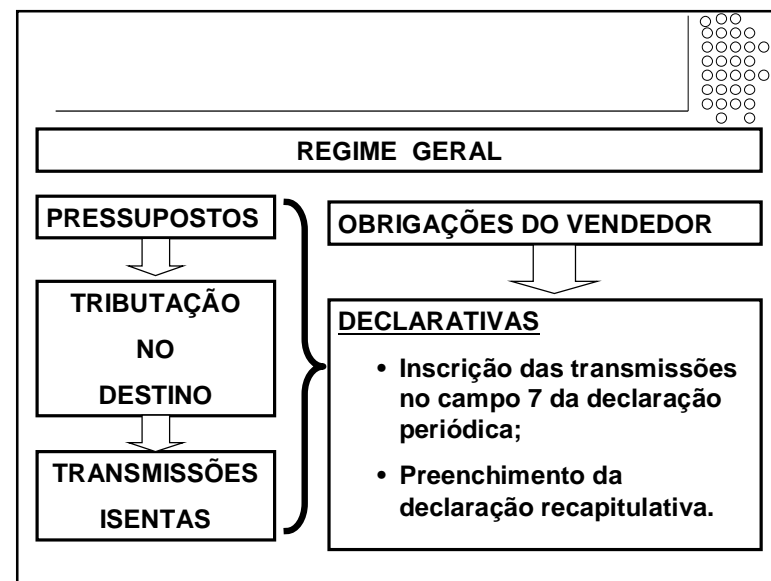 REGIME GERAL
PRESSUPOSTOS
TRIBUTAÇÃO
NO
DESTINO
TRANSMISSÕES
ISENTAS
OBRIGAÇÕES DO VENDEDOR
DECLARATIVAS
• Inscrição das transmissões
no campo 7 da declaração
periódica;
• Preenchimento da
declaração recapitulativa.